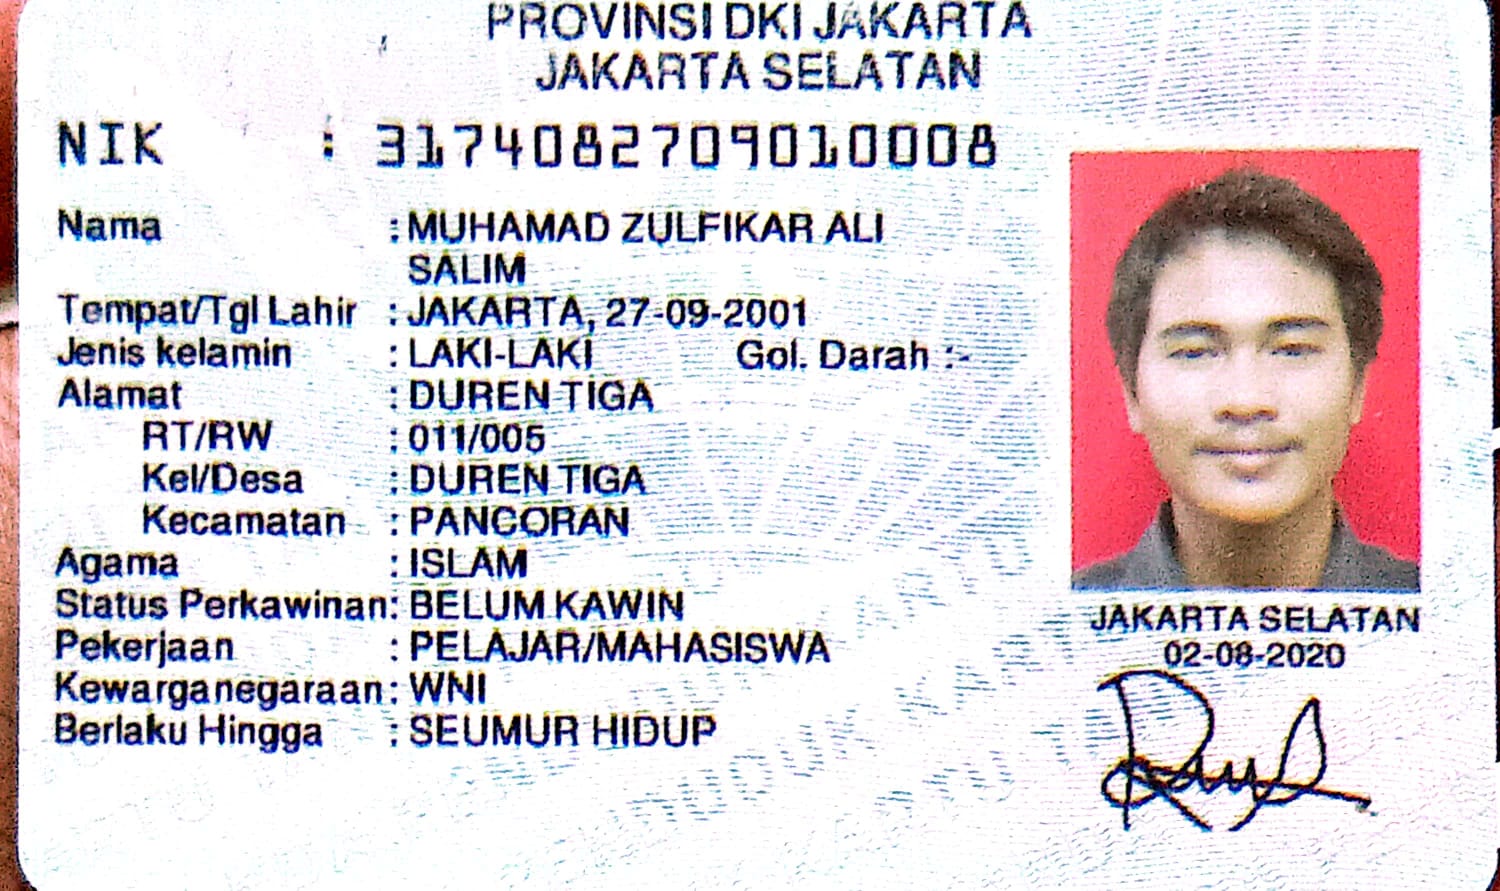 PROVINSI DKI JAKARTA
JAKARTA SELATAN
NIK : 3174082709010008
Nama : MUHAMAD ZULFIKAR ALI
SALIM
Tempat/Tgl Lahir : JAKARTA, 27-09-2001
Jenis kelamin : LAKI-LAKI Gol. Darah :-
Alamat : DUREN TIGA
RT/RW : 011/005
Kel/Desa : DUREN TIGA
Kecamatan : PANCORAN
Agama : ISLAM
Status Perkawinan: BELUM KAWIN
Pekerjaan : PELAJAR/MAHASISWA
Kewarganegaraan: WNI
Berlaku Hingga : SEUMUR HIDUP
JAKARTA SELATAN
02-08-2020